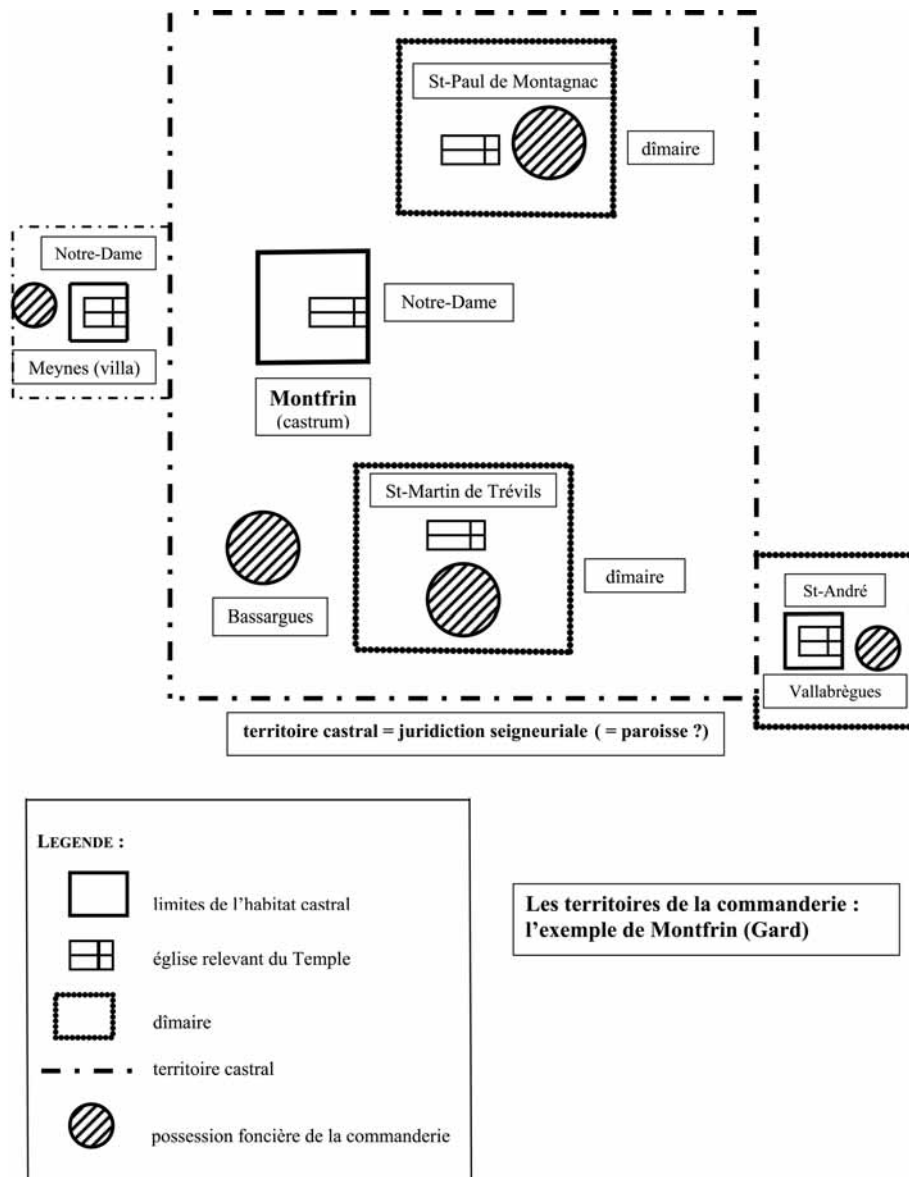 St-Paul de Montagnac
dîmaire
Notre-Dame
Meynes (villa)
Notre-Dame
Montfrin
(castrum)
St-Martin de Trévils
dîmaire
Bassargues
St-André
Vallabrègues
territoire castral = juridiction seigneuriale ( = paroisse ?)
LEGENDE :
limites de l'habitat castral
église relevant du Temple
dîmaire
territoire castral
possession foncière de la commanderie
Les territoires de la commanderie :
l'exemple de Montfrin (Gard)